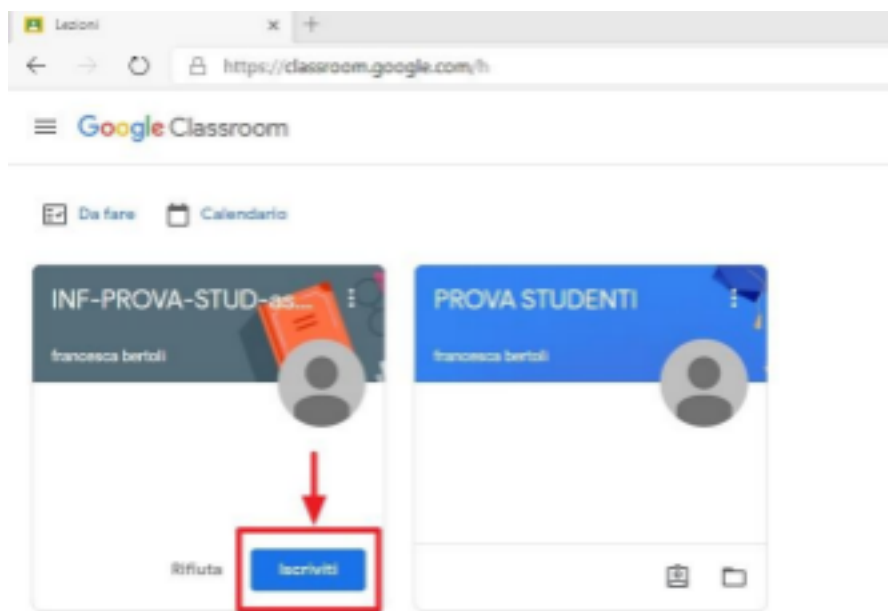 Lezioni
https://classroom.google.com/h
Google Classroom
Da fare Calendario
INF-PROVA-STUD-as...
francesca bertoli
Rifiuta Iscriviti
PROVA STUDENTI
francesca bertoli